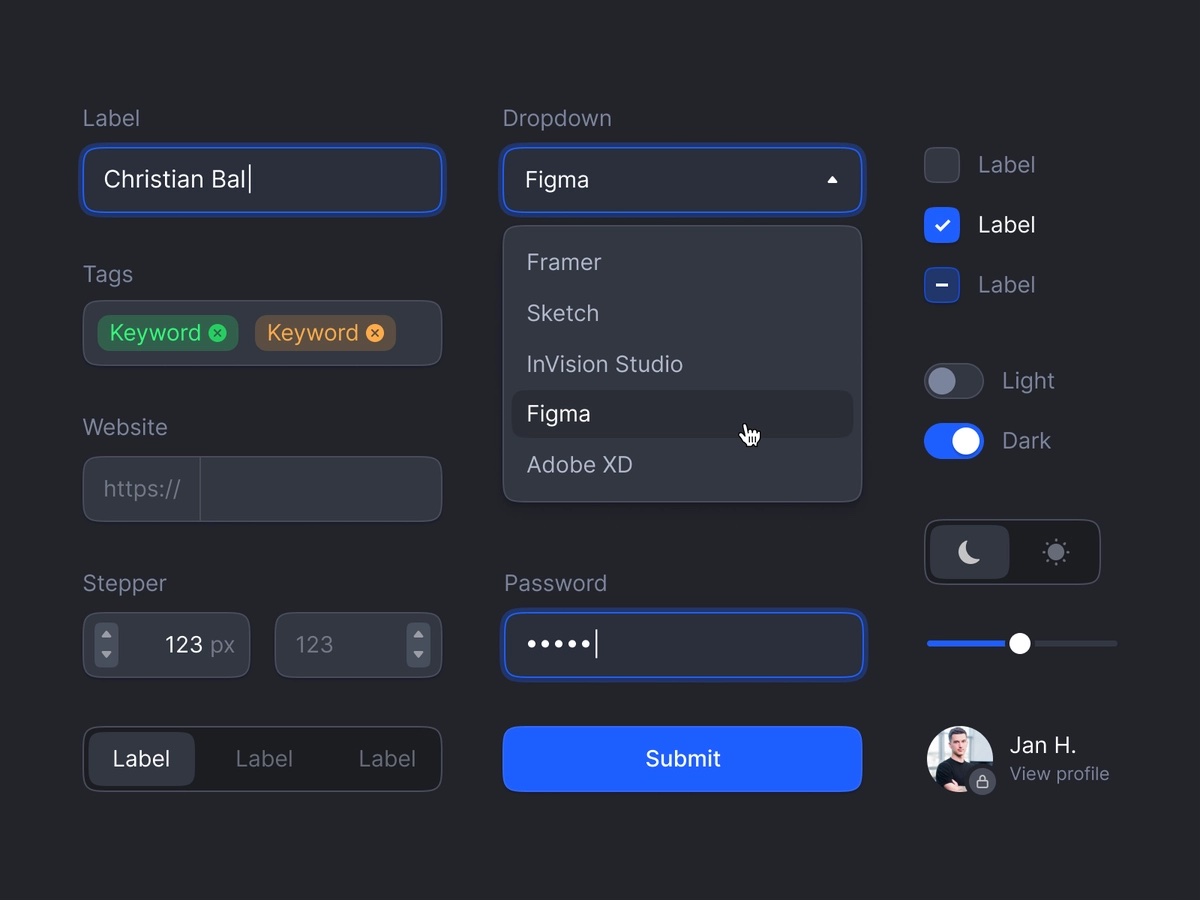 Label
Christian Bal
Tags
Keyword
Keyword
Website
https://
Stepper
123 px
123
Label
Label
Label
Dropdown
Figma
Framer
Sketch
InVision Studio
Figma
Adobe XD
Password
•••••
Submit
Label
Label
Label
Light
Dark
Jan H.
View profile